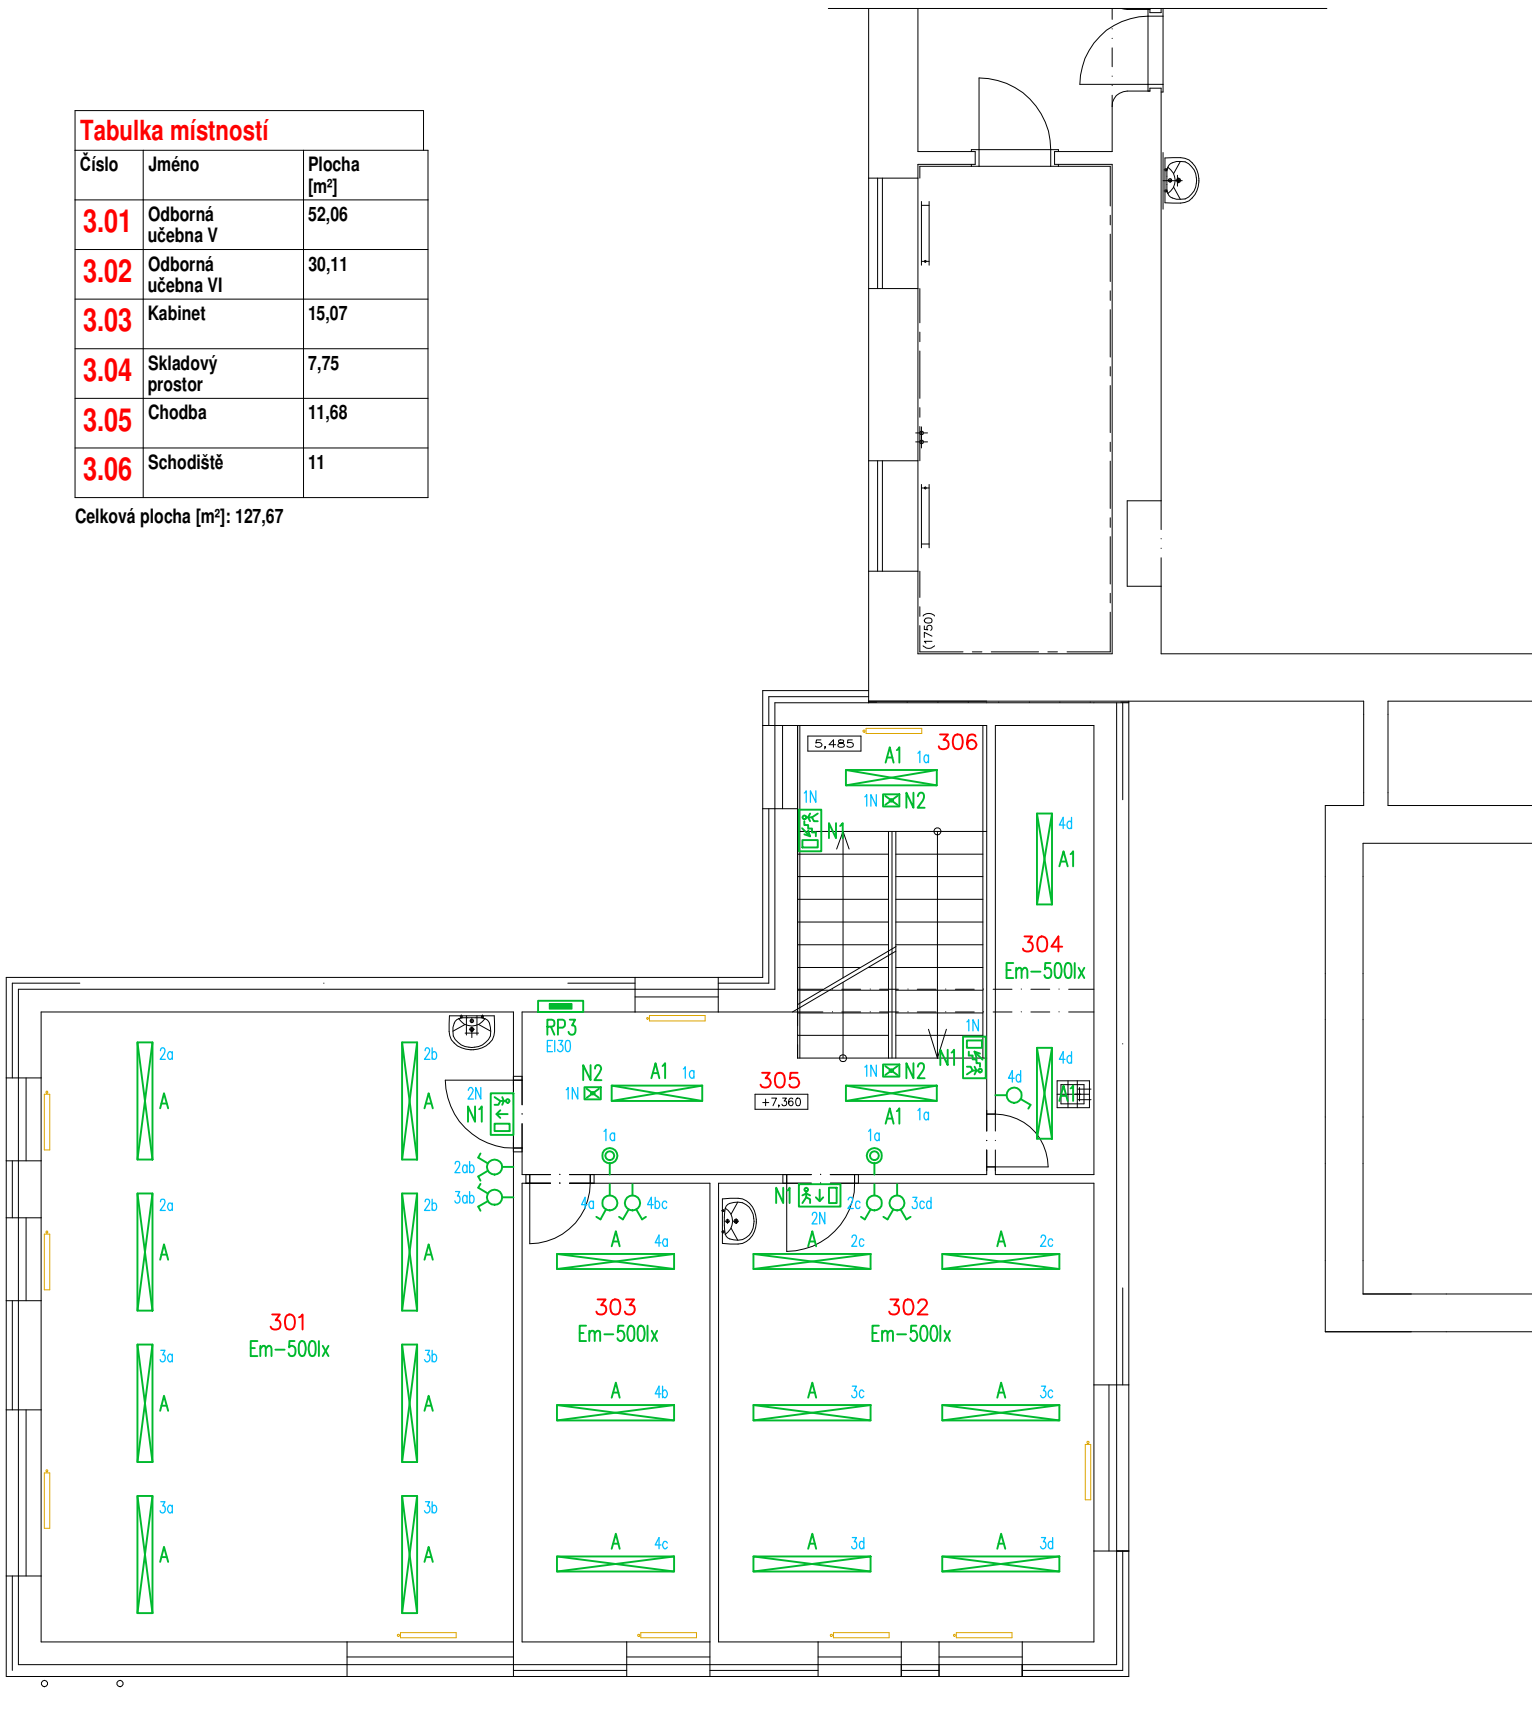 Tabulka místností
Číslo Jméno Plocha
[m²]
3.01 Odborná 52,06
učebna V
3.02 Odborná 30,11
učebna VI
3.03 Kabinet 15,07
3.04 Skladový 7,75
prostor
3.05 Chodba 11,68
3.06 Schodiště 11
Celková plocha [m²]: 127,67
(1750)
5,485 306
A1 1a
1N 1N N2
N1
4d
A1
304
Em-500lx
RP3
EI30
1N
N1
N2 A1 1a
1N
305
+7,360
1N N2
A1 1a
4d
4d
A1
2a 2b
A A
2N
N1
1a 1a
2ab
3ab
4a 4bc
N1 2N 2c 3cd
2a 2b
A A
A 4a
A 2c
A 2c
301
Em-500lx
303
Em-500lx
302
Em-500lx
3a 3b
A A
A 4b
A 3c
A 3c
3a 3b
A A
A 4c
A 3d
A 3d